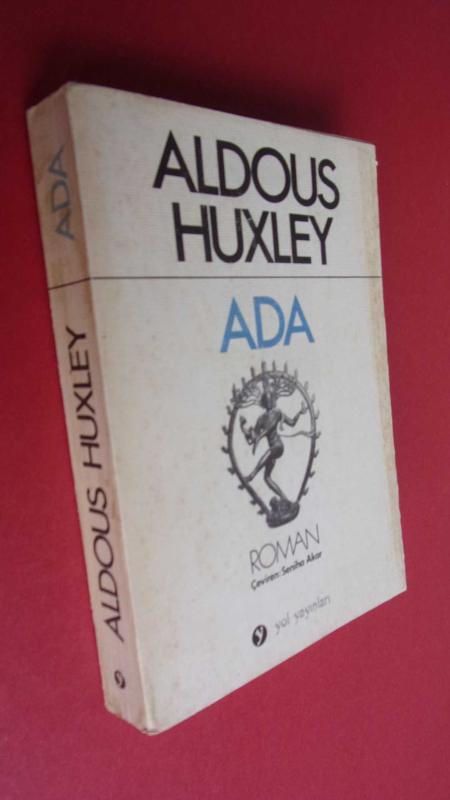 ALDOUS
HUXLEY
ADA
ROMAN
Çeviren: Seniha Akar
y yol yayınları
ADA
ALDOUS HUXLEY
y